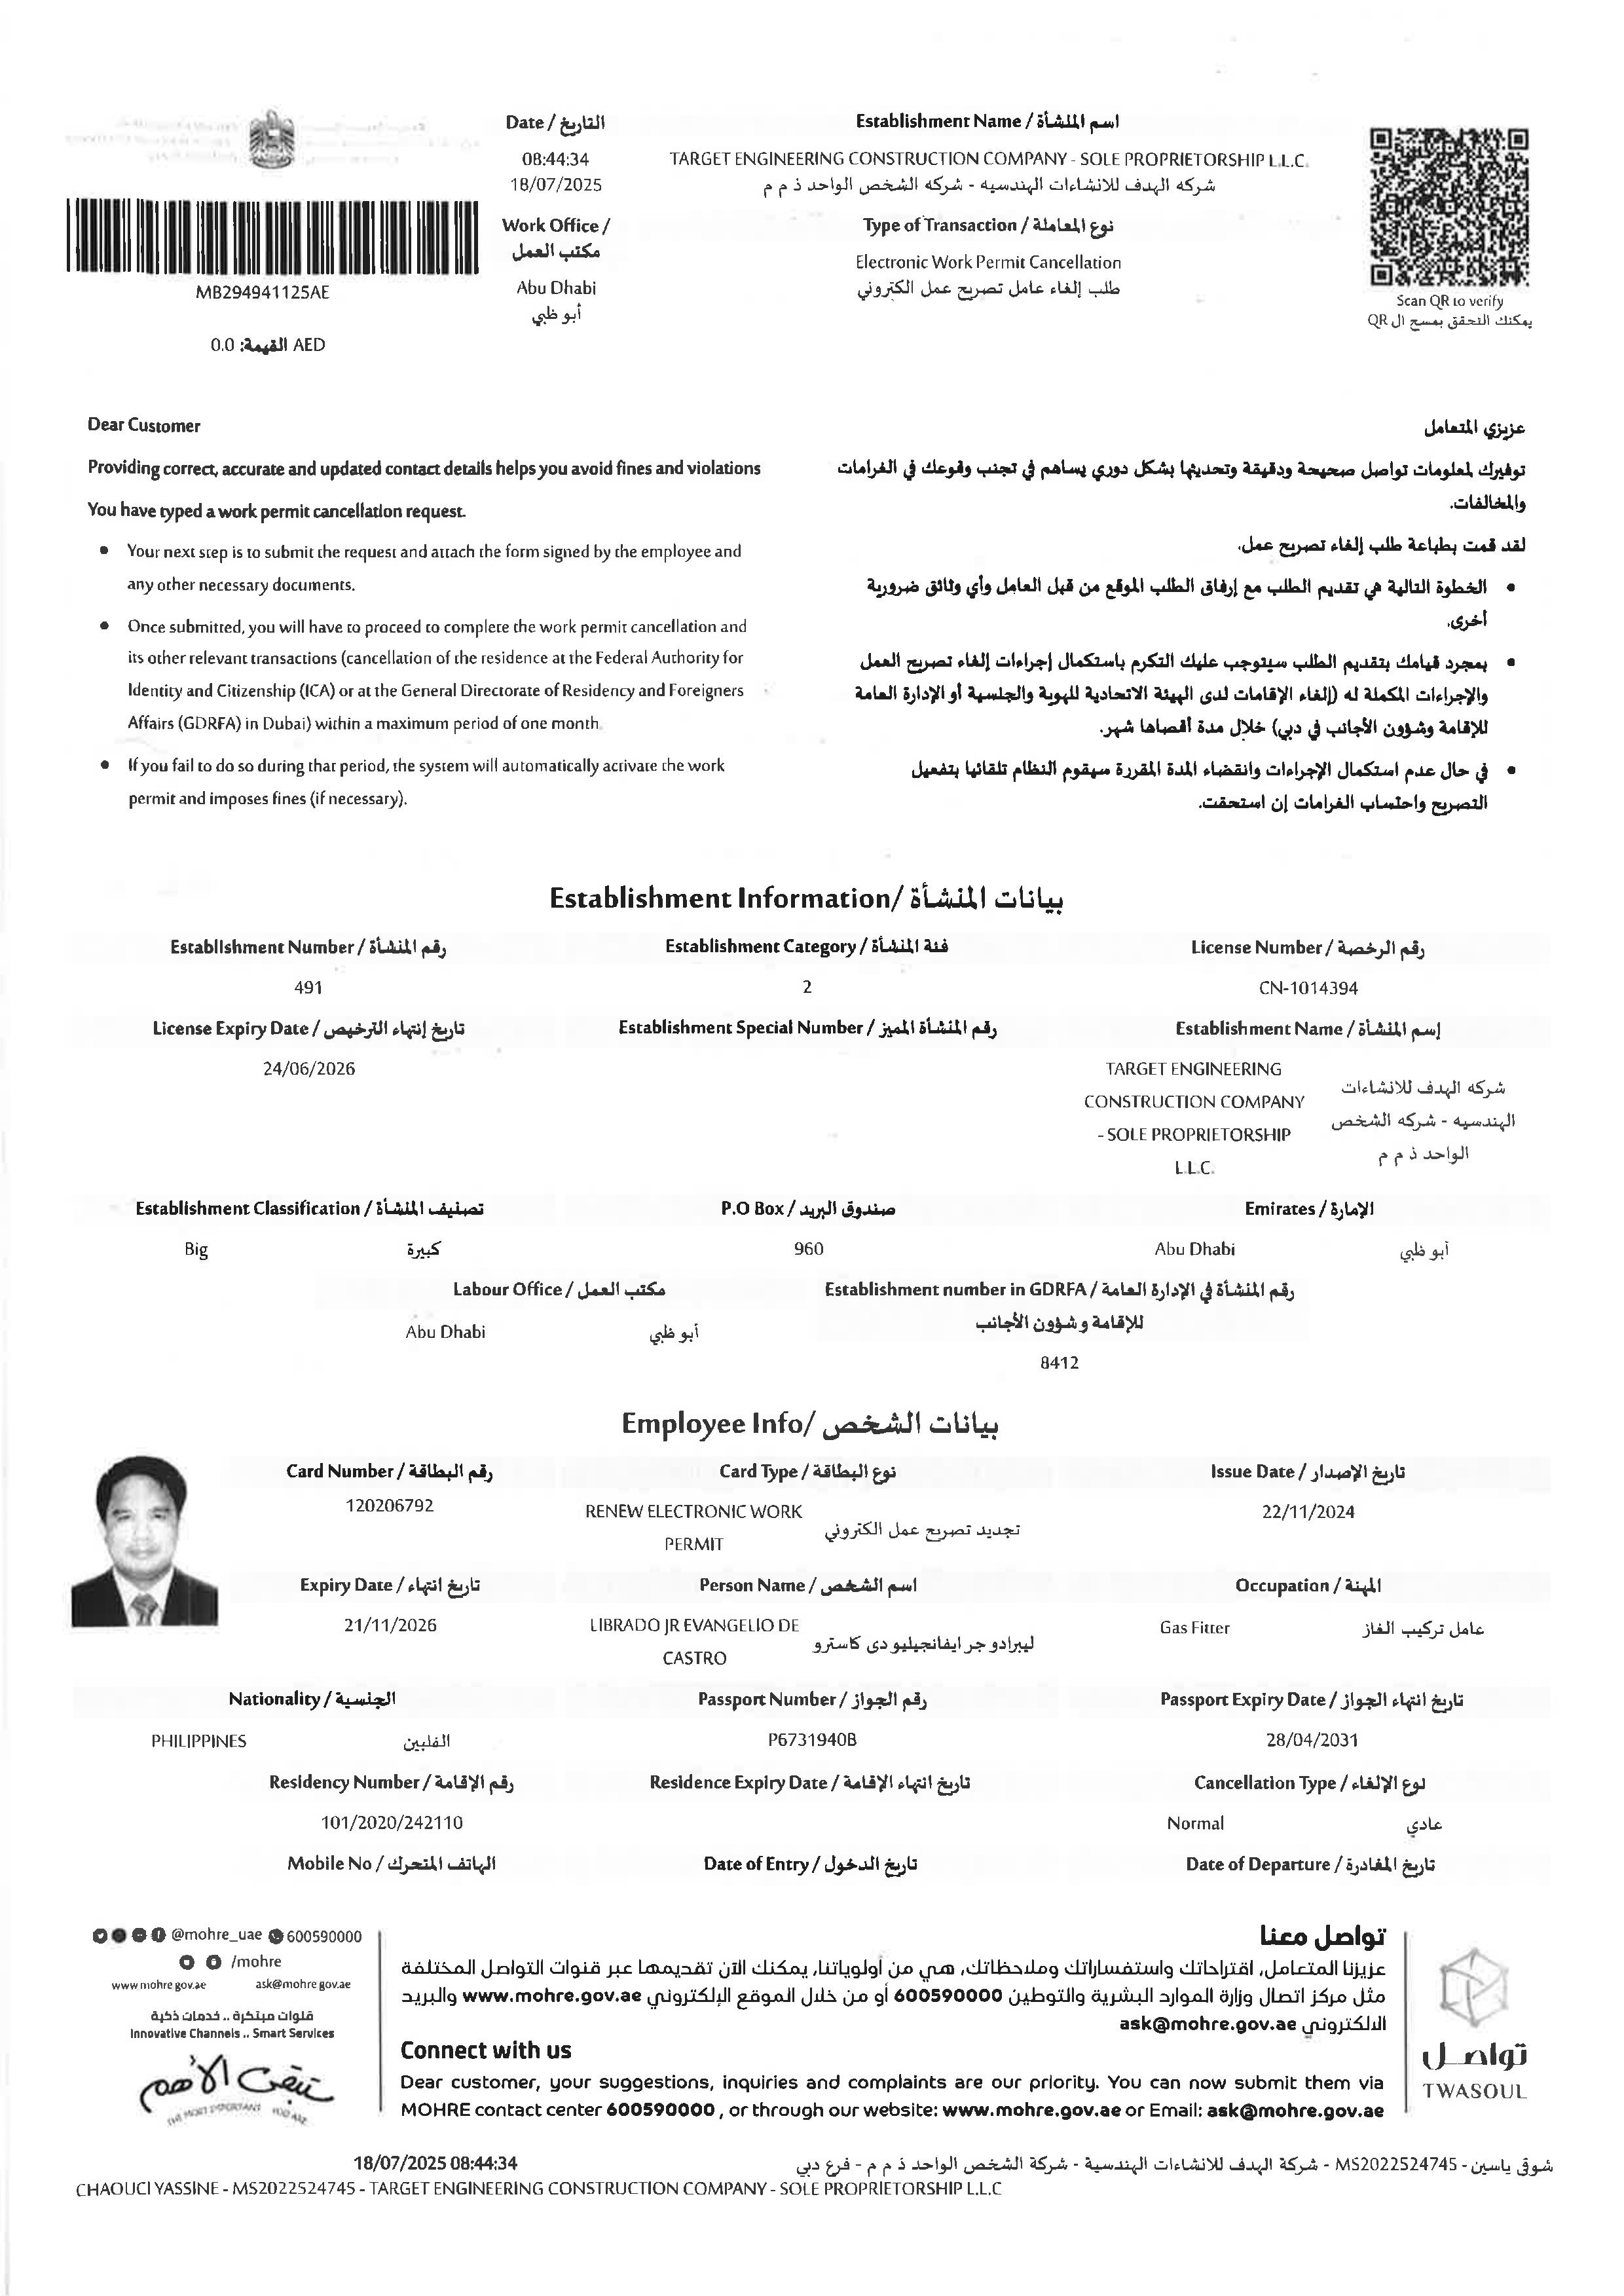 التاريخ / Date
08:44:34
18/07/2025
Work Office /
مكتب العمل
Abu Dhabi
أبو ظبي
اسم المنشأة / Establishment Name
TARGET ENGINEERING CONSTRUCTION COMPANY - SOLE PROPRIETORSHIP L.L.C.
شركه الهدف للانشاءات الهندسيه - شركه الشخص الواحد ذ م م
نوع المعاملة / Type of Transaction
Electronic Work Permit Cancellation
طلب إلغاء عامل تصريح عمل الكتروني
Scan QR to verify
يمكنك التحقق بمسح ال QR
MB294941125AE
0.0 القيمة: AED
Dear Customer
Providing correct, accurate and updated contact details helps you avoid fines and violations
You have typed a work permit cancellation request.
• Your next step is to submit the request and attach the form signed by the employee and
any other necessary documents.
• Once submitted, you will have to proceed to complete the work permit cancellation and
its other relevant transactions (cancellation of the residence at the Federal Authority for
Identity and Citizenship (ICA) or at the General Directorate of Residency and Foreigners
Affairs (GDRFA) in Dubai) within a maximum period of one month.
• If you fail to do so during that period, the system will automatically activate the work
permit and imposes fines (if necessary).
عزيزي المتعامل
توفيرك لمعلومات تواصل صحيحة ودقيقة وتحديثها بشكل دوري يساهم في تجنب وقوعك في الغرامات
والمخالفات.
لقد قمت بطباعة طلب إلغاء تصريح عمل.
• الخطوة التالية هي تقديم الطلب مع إرفاق الطلب الموقع من قبل العامل وأي وثائق ضرورية
أخرى.
• بمجرد قيامك بتقديم الطلب سيتوجب عليك التكرم باستكمال إجراءات إلغاء تصريح العمل
والإجراءات المكملة له (إلغاء الإقامات لدى الهيئة الاتحادية للهوية والجنسية أو الإدارة العامة
للإقامة وشؤون الأجانب في دبي) خلال مدة أقصاها شهر.
• في حال عدم استكمال الإجراءات وانقضاء المدة المقررة سيقوم النظام تلقائيا بتفعيل
التصريح واحتساب الغرامات إن استحقت.
Establishment Information/ بيانات المنشأة
Establishment Number / رقم المنشأة
491
Establishment Category / فئة المنشأة
2
License Number / رقم الرخصة
CN-1014394
License Expiry Date / تاريخ إنتهاء الترخيص
24/06/2026
Establishment Special Number / رقم المنشأة المميز
Establishment Name / إسم المنشأة
TARGET ENGINEERING
CONSTRUCTION COMPANY
- SOLE PROPRIETORSHIP
L.L.C.
شركه الهدف للانشاءات
الهندسيه - شركه الشخص
الواحد ذ م م
Establishment Classification / تصنيف المنشأة
Big كبيرة
P.O Box / صندوق البريد
960
Emirates / الإمارة
Abu Dhabi أبو ظبي
Labour Office / مكتب العمل
Abu Dhabi أبو ظبي
Establishment number in GDRFA / رقم المنشأة في الإدارة العامة
للإقامة و شؤون الأجانب
8412
Employee Info/ بيانات الشخص
Card Number / رقم البطاقة
120206792
Card Type / نوع البطاقة
RENEW ELECTRONIC WORK
PERMIT
تجديد تصريح عمل الكتروني
Issue Date / تاريخ الإصدار
22/11/2024
Expiry Date / تاريخ انتهاء
21/11/2026
Person Name / اسم الشخص
LIBRADO JR EVANGELIO DE
CASTRO
ليبرادو جر ايفانجيليو دى كاسترو
Occupation / المهنة
Gas Fitter عامل تركيب الغاز
Nationality / الجنسية
PHILIPPINES الفلبين
Passport Number / رقم الجواز
P6731940B
Passport Expiry Date / تاريخ انتهاء الجواز
28/04/2031
Residency Number / رقم الإقامة
101/2020/242110
Residence Expiry Date / تاريخ انتهاء الإقامة
Cancellation Type / نوع الإلغاء
Normal عادي
Mobile No / الهاتف المتحرك
Date of Entry / تاريخ الدخول
Date of Departure / تاريخ المغادرة
@mohre_uae 600590000
/mohre
www.mohre.gov.ae ask@mohre.gov.ae
قنوات مبتكرة .. خدمات ذكية
Innovative Channels .. Smart Services
تواصل معنا
عزيزنا المتعامل، اقتراحاتك واستفساراتك وملاحظاتك، هي من أولوياتنا، يمكنك الآن تقديمها عبر قنوات التواصل المختلفة
مثل مركز اتصال وزارة الموارد البشرية والتوطين 600590000 أو من خلال الموقع الإلكتروني www.mohre.gov.ae والبريد
الالكتروني ask@mohre.gov.ae
Connect with us
Dear customer, your suggestions, inquiries and complaints are our priority. You can now submit them via
MOHRE contact center 600590000 , or through our website: www.mohre.gov.ae or Email: ask@mohre.gov.ae
تواصل
TWASOUL
18/07/2025 08:44:34
شوقي ياسين - MS2022524745 - شركة الهدف للانشاءات الهندسية - شركة الشخص الواحد ذ م م - فرع دبي
CHAOUCI YASSINE - MS2022524745 - TARGET ENGINEERING CONSTRUCTION COMPANY - SOLE PROPRIETORSHIP L.L.C